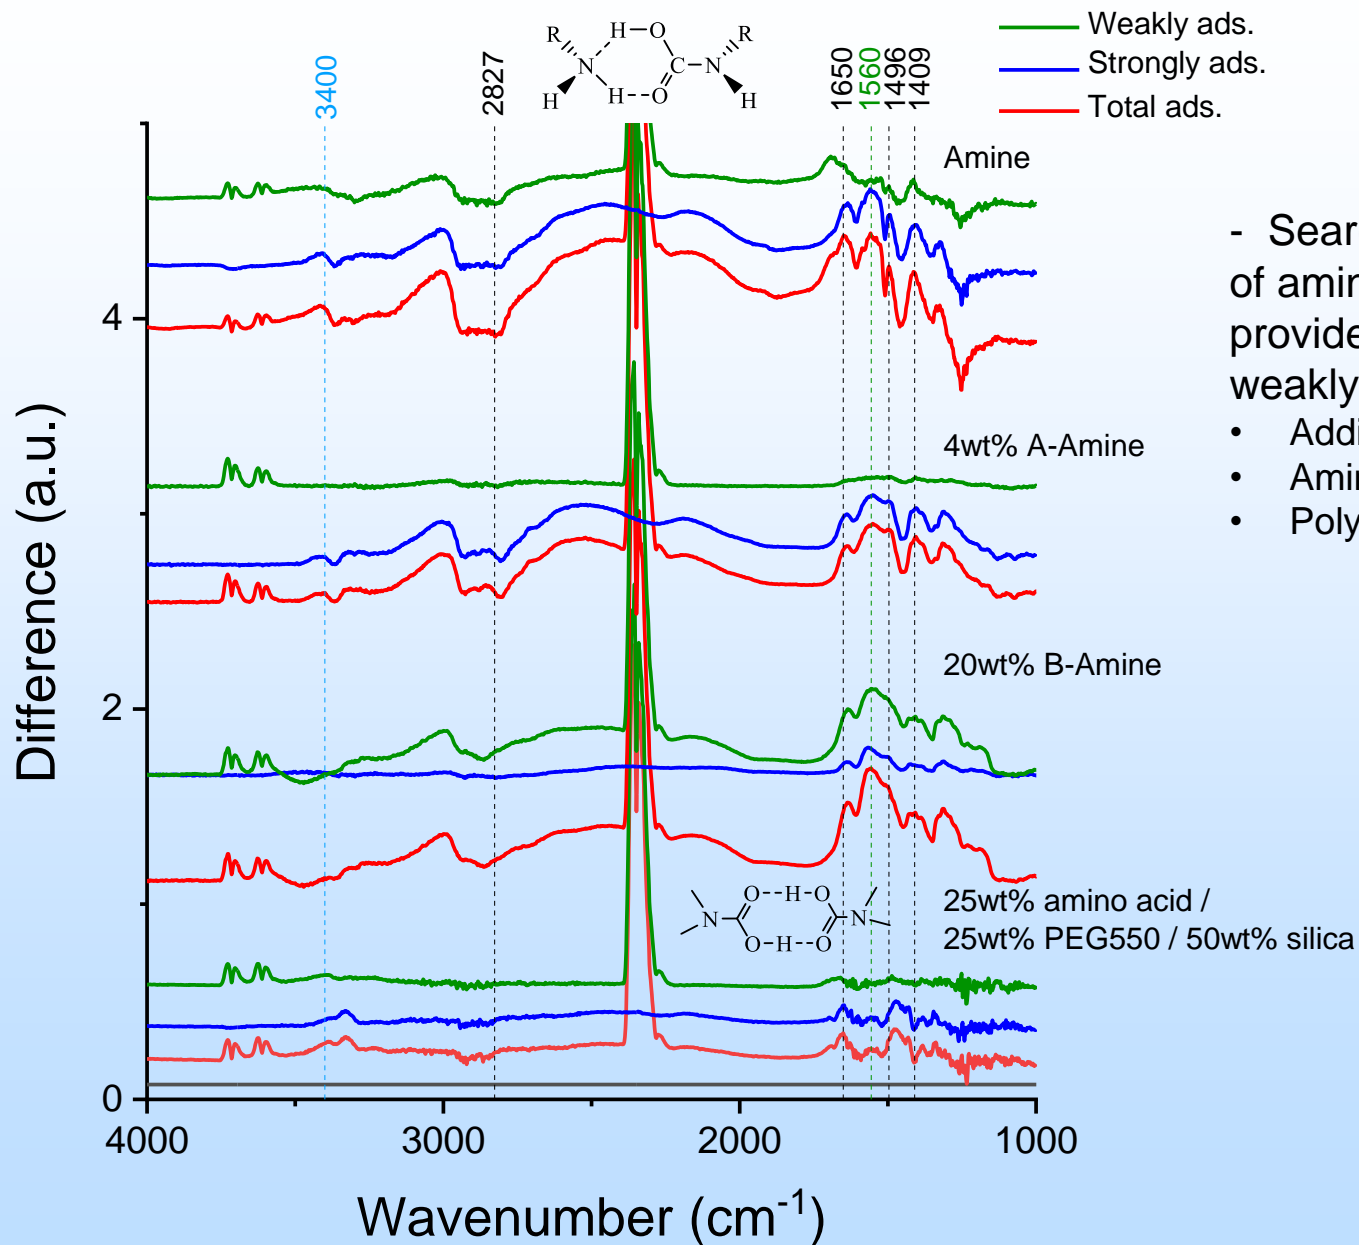 Weakly ads.
Strongly ads.
Total ads.
3400
2827
1650
1560
1496
1409
R H O R
N C N
H H O H
Amine
4wt% A-Amine
20wt% B-Amine
25wt% amino acid /
25wt% PEG550 / 50wt% silica
O H O
N N
O H O
Difference (a.u.)
4
2
0
4000 3000 2000 1000
Wavenumber (cm⁻¹)
- Sear
of amin
provide
weakly
• Addi
• Amin
• Poly